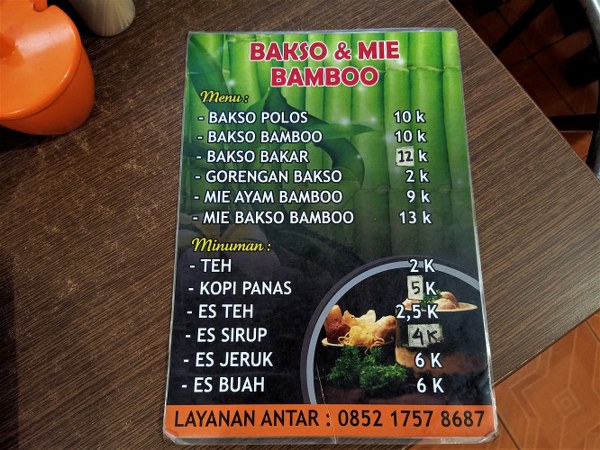 BAKSO & MIE
BAMBOO
Menu :
- BAKSO POLOS 10 k
- BAKSO BAMBOO 10 k
- BAKSO BAKAR 12 k
- GORENGAN BAKSO 2 k
- MIE AYAM BAMBOO 9 k
- MIE BAKSO BAMBOO 13 k
Minuman :
- TEH 2 K
- KOPI PANAS 5 K
- ES TEH 2,5 K
- ES SIRUP 4K
- ES JERUK 6 K
- ES BUAH 6 K
LAYANAN ANTAR : 0852 1757 8687